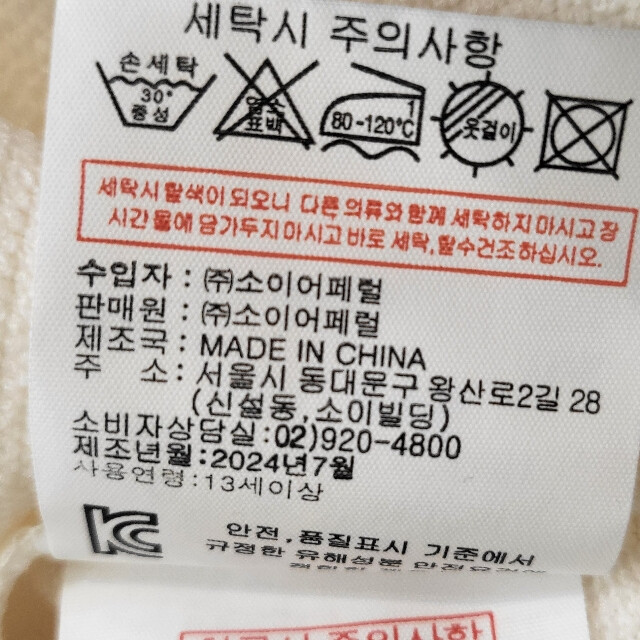 세탁시 주의사항
손세탁
30°
중성
염소
표백
1
80-120°C
옷걸이
세탁시 탈색이 되오니 다른 의류와 함께 세탁하지 마시고 장
시간 물에 담가두지 마시고 바로 세탁,탈수건조하십시오.
수입자 : ㈜소이어페럴
판매원 : ㈜소이어페럴
제조국 : MADE IN CHINA
주 소 : 서울시 동대문구 왕산로2길 28
(신설동,소이빌딩)
소비자상담실:02)920-4800
제조년월:2024년7월
사용연령:13세이상
안전,품질표시 기준에서
규정한 유해성분 안전요건에
주의사항